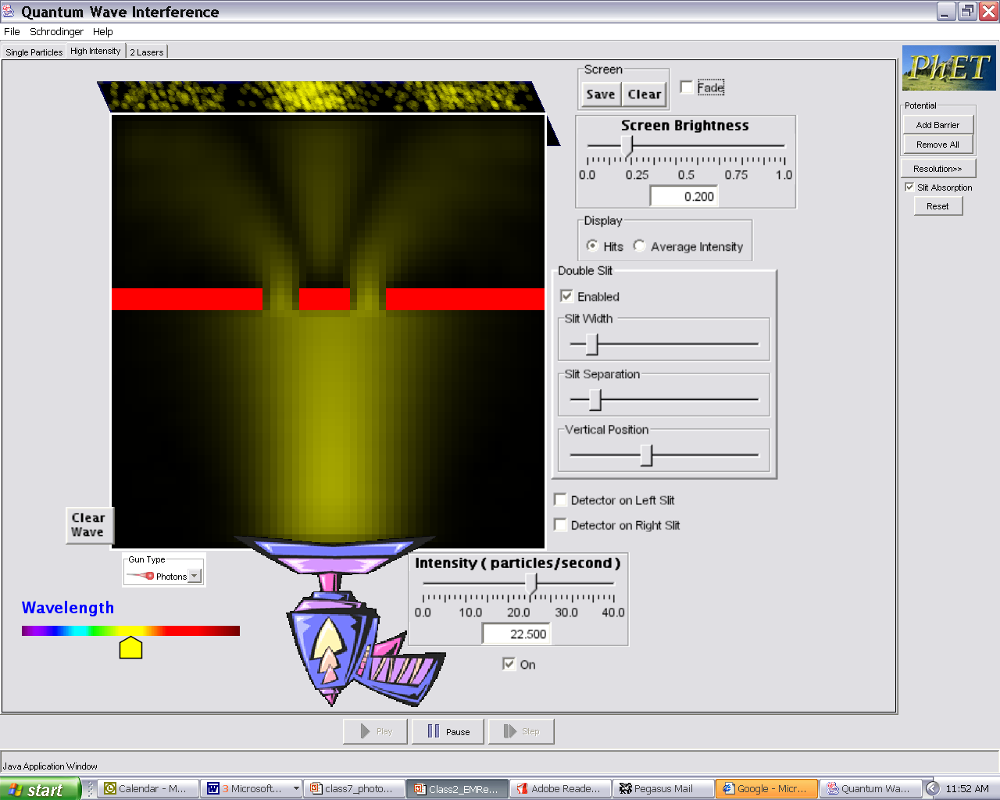 Quantum Wave Interference
File Schrodinger Help
Single Particles High Intensity 2 Lasers
PhET
Screen
Save Clear
Fade
Screen Brightness
0.0 0.25 0.5 0.75 1.0
0.200
Display
Hits Average Intensity
Double Slit
Enabled
Slit Width
Slit Separation
Vertical Position
Detector on Left Slit
Detector on Right Slit
Potential
Add Barrier
Remove All
Resolution>>
Slit Absorption
Reset
Clear
Wave
Gun Type
Photons
Wavelength
Intensity ( particles/second )
0.0 10.0 20.0 30.0 40.0
22.500
On
Play Pause Step
Java Application Window
start Calendar - M... 3 Microsoft... class7_photo... Class2_EMRe... Adobe Reade... Pegasus Mail Google - Micr... Quantum Wa... 11:52 AM